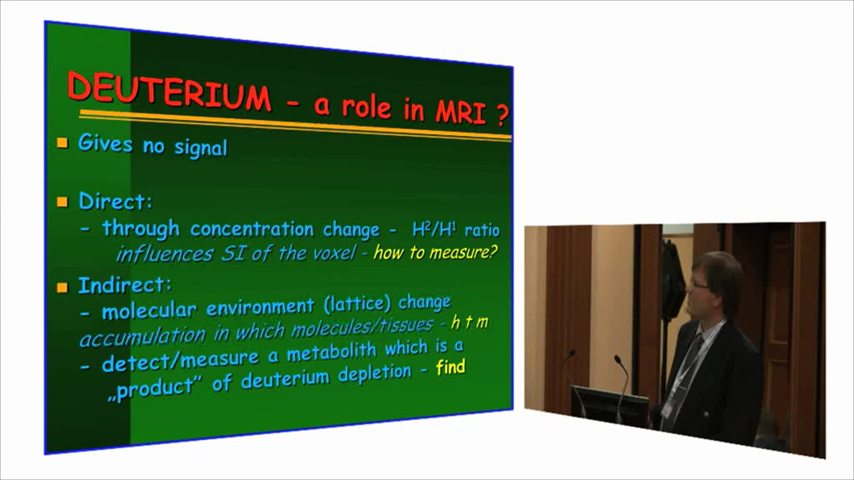 DEUTERIUM - a role in MRI ?
Gives no signal
Direct:
- through concentration change - H²/H¹ ratio
influences SI of the voxel - how to measure?
Indirect:
- molecular environment (lattice) change
accumulation in which molecules/tissues - h t m
- detect/measure a metabolith which is a
„product” of deuterium depletion - find